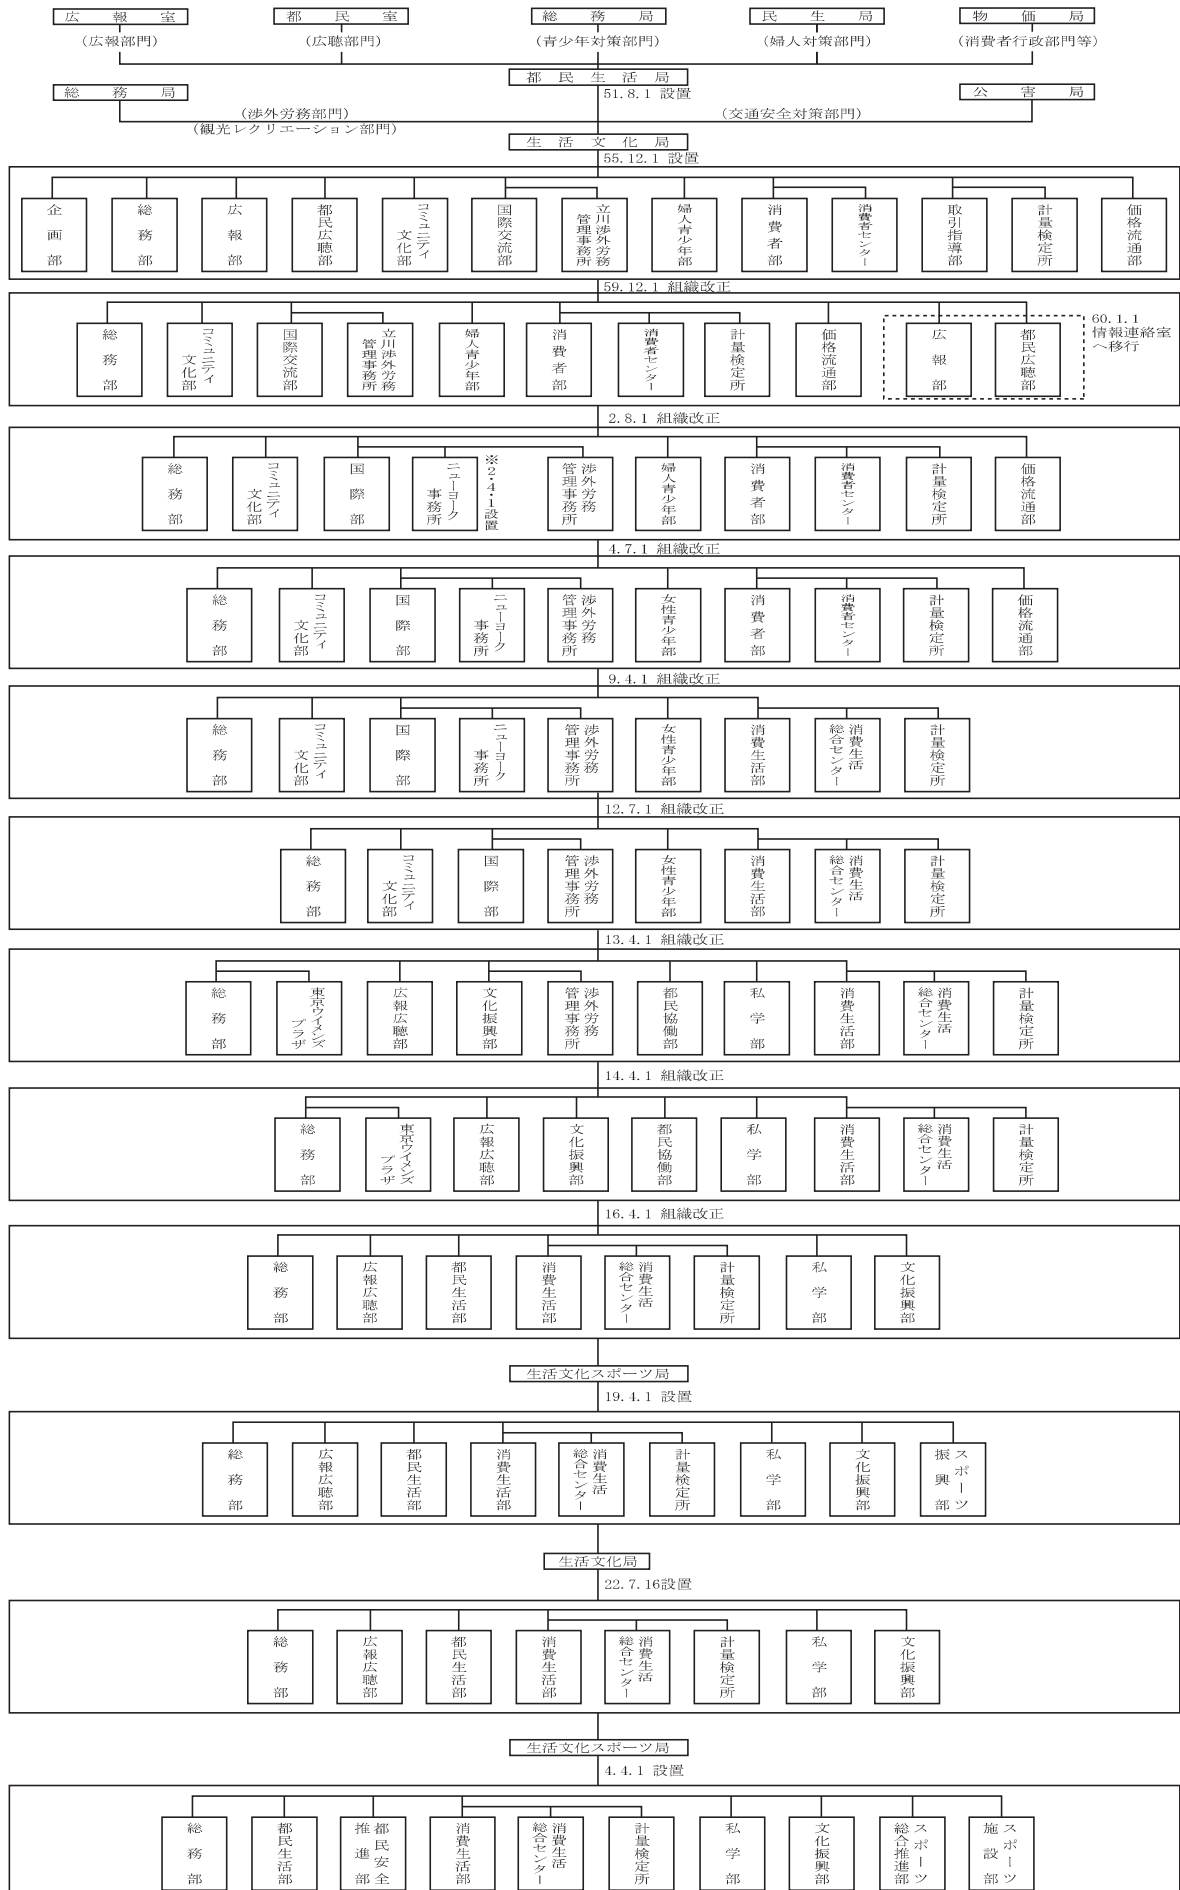 広報室
都民室
総務局
民生局
物価局
(広報部門)
(広聴部門)
(青少年対策部門)
(婦人対策部門)
(消費者行政部門等)
都民生活局
51.8.1 設置
総務局
公害局
(渉外労務部門)
(観光レクリエーション部門)
(交通安全対策部門)
生活文化局
55.12.1 設置
企画部
総務部
広報部
都民広聴部
コミュニティ
文化部
国際交流部
立川渉外労務
管理事務所
婦人青少年部
消費者部
消費者センター
取引指導部
計量検定所
価格流通部
59.12.1 組織改正
総務部
コミュニティ
文化部
国際交流部
立川渉外労務
管理事務所
婦人青少年部
消費者部
消費者センター
計量検定所
価格流通部
広報部
都民広聴部
60.1.1
情報連絡室
へ移行
2.8.1 組織改正
総務部
コミュニティ
文化部
国際部
ニューヨーク
事務所
※2・4・1設置
渉外労務
管理事務所
婦人青少年部
消費者部
消費者センター
計量検定所
価格流通部
4.7.1 組織改正
総務部
コミュニティ
文化部
国際部
ニューヨーク
事務所
渉外労務
管理事務所
女性青少年部
消費者部
消費者センター
計量検定所
価格流通部
9.4.1 組織改正
総務部
コミュニティ
文化部
国際部
ニューヨーク
事務所
渉外労務
管理事務所
女性青少年部
消費生活部
消費生活
総合センター
計量検定所
12.7.1 組織改正
総務部
コミュニティ
文化部
国際部
渉外労務
管理事務所
女性青少年部
消費生活部
消費生活
総合センター
計量検定所
13.4.1 組織改正
総務部
東京ウイメンズ
プラザ
広報広聴部
文化振興部
渉外労務
管理事務所
都民協働部
私学部
消費生活部
消費生活
総合センター
計量検定所
14.4.1 組織改正
総務部
東京ウイメンズ
プラザ
広報広聴部
文化振興部
都民協働部
私学部
消費生活部
消費生活
総合センター
計量検定所
16.4.1 組織改正
総務部
広報広聴部
都民生活部
消費生活部
消費生活
総合センター
計量検定所
私学部
文化振興部
生活文化スポーツ局
19.4.1 設置
総務部
広報広聴部
都民生活部
消費生活部
消費生活
総合センター
計量検定所
私学部
文化振興部
スポーツ
振興部
生活文化局
22.7.16設置
総務部
広報広聴部
都民生活部
消費生活部
消費生活
総合センター
計量検定所
私学部
文化振興部
生活文化スポーツ局
4.4.1 設置
総務部
都民生活部
都民安全
推進部
消費生活部
消費生活
総合センター
計量検定所
私学部
文化振興部
スポーツ
総合推進部
スポーツ
施設部